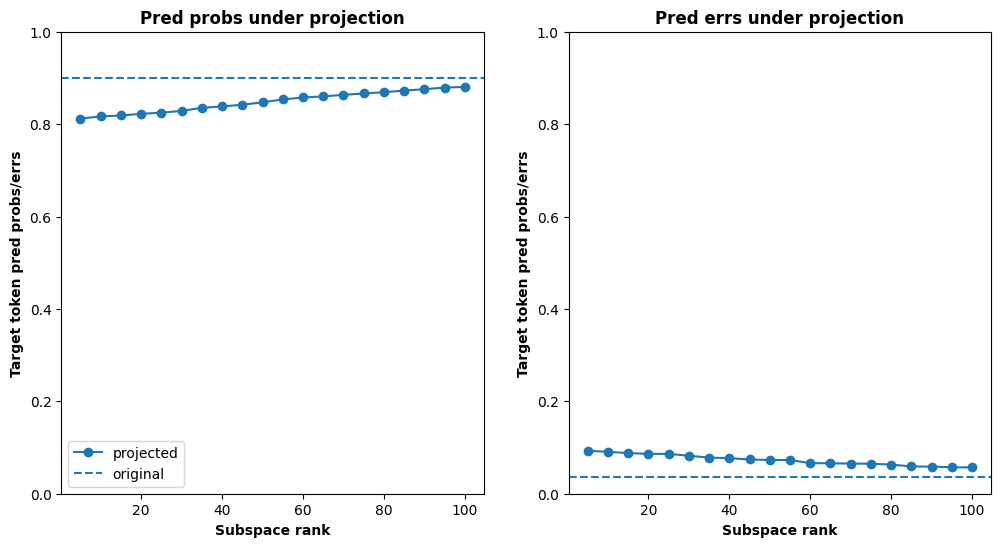 Pred probs under projection
Target token pred probs/errs
1.0
0.8
0.6
0.4
0.2
0.0
projected
original
20
40
60
80
100
Subspace rank
Pred errs under projection
Target token pred probs/errs
1.0
0.8
0.6
0.4
0.2
0.0
20
40
60
80
100
Subspace rank